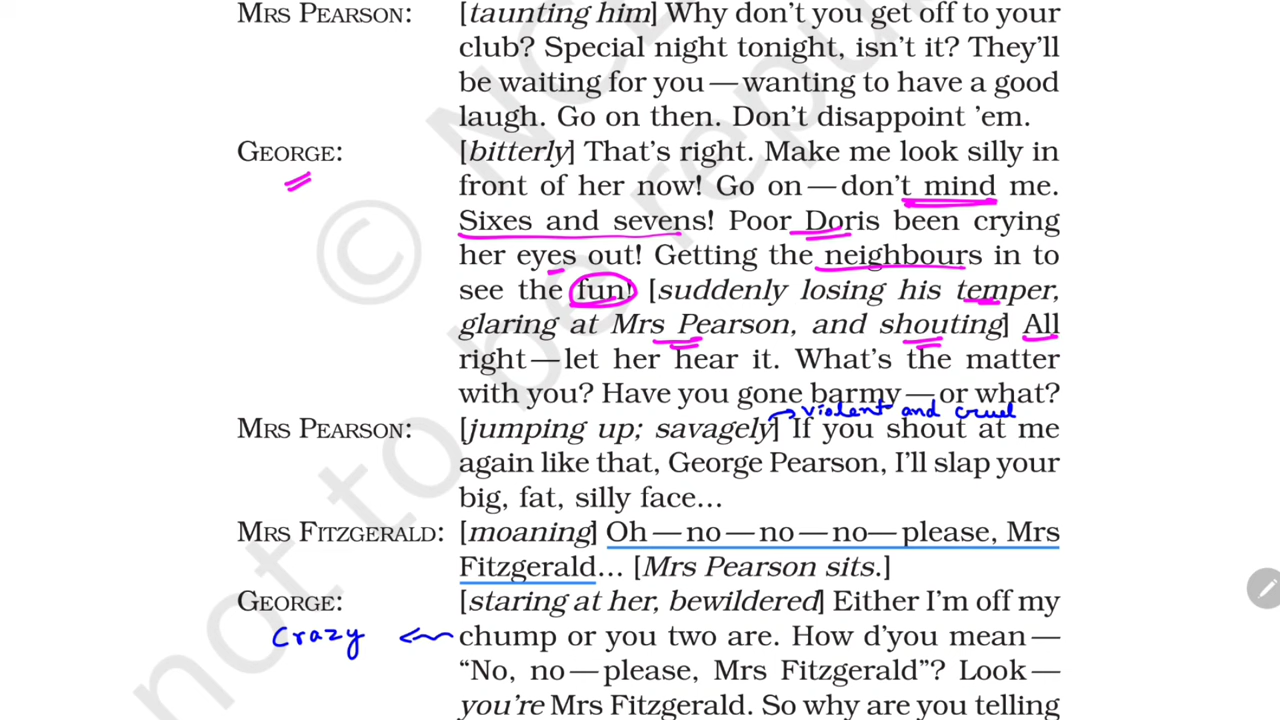 MRS PEARSON: [taunting him] Why don't you get off to your
club? Special night tonight, isn't it? They'll
be waiting for you—wanting to have a good
laugh. Go on then. Don't disappoint 'em.
GEORGE: [bitterly] That's right. Make me look silly in
front of her now! Go on—don't mind me.
Sixes and sevens! Poor Doris been crying
her eyes out! Getting the neighbours in to
see the fun! [suddenly losing his temper,
glaring at Mrs Pearson, and shouting] All
right—let her hear it. What's the matter
with you? Have you gone barmy—or what?
violent and cruel
MRS PEARSON: [jumping up; savagely] If you shout at me
again like that, George Pearson, I'll slap your
big, fat, silly face...
MRS FITZGERALD: [moaning] Oh—no—no—no—please, Mrs
Fitzgerald... [Mrs Pearson sits.]
GEORGE: [staring at her, bewildered] Either I'm off my
crazy chump or you two are. How d'you mean—
"No, no—please, Mrs Fitzgerald"? Look—
you're Mrs Fitzgerald. So why are you telling
© NC
not to be repu